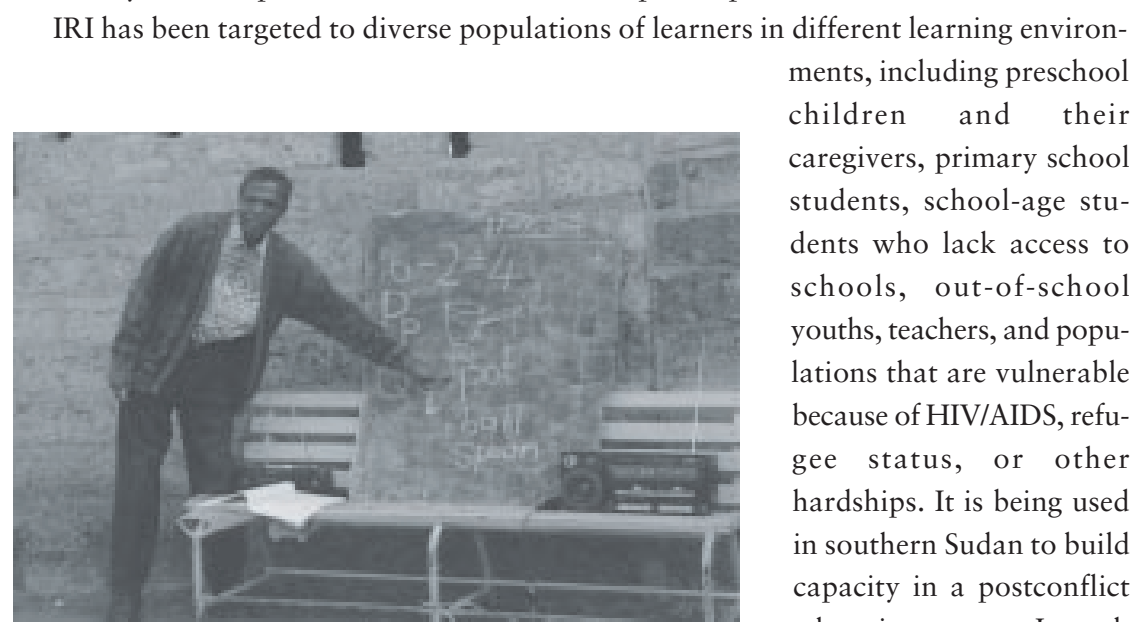 IRI has been targeted to diverse populations of learners in different learning environ-
ments, including preschool
children and their
caregivers, primary school
students, school-age stu-
dents who lack access to
schools, out-of-school
youths, teachers, and popu-
lations that are vulnerable
because of HIV/AIDS, refu-
gee status, or other
hardships. It is being used
in southern Sudan to build
capacity in a postconflict
-2=4
D
P
Pot
ball
Spoon